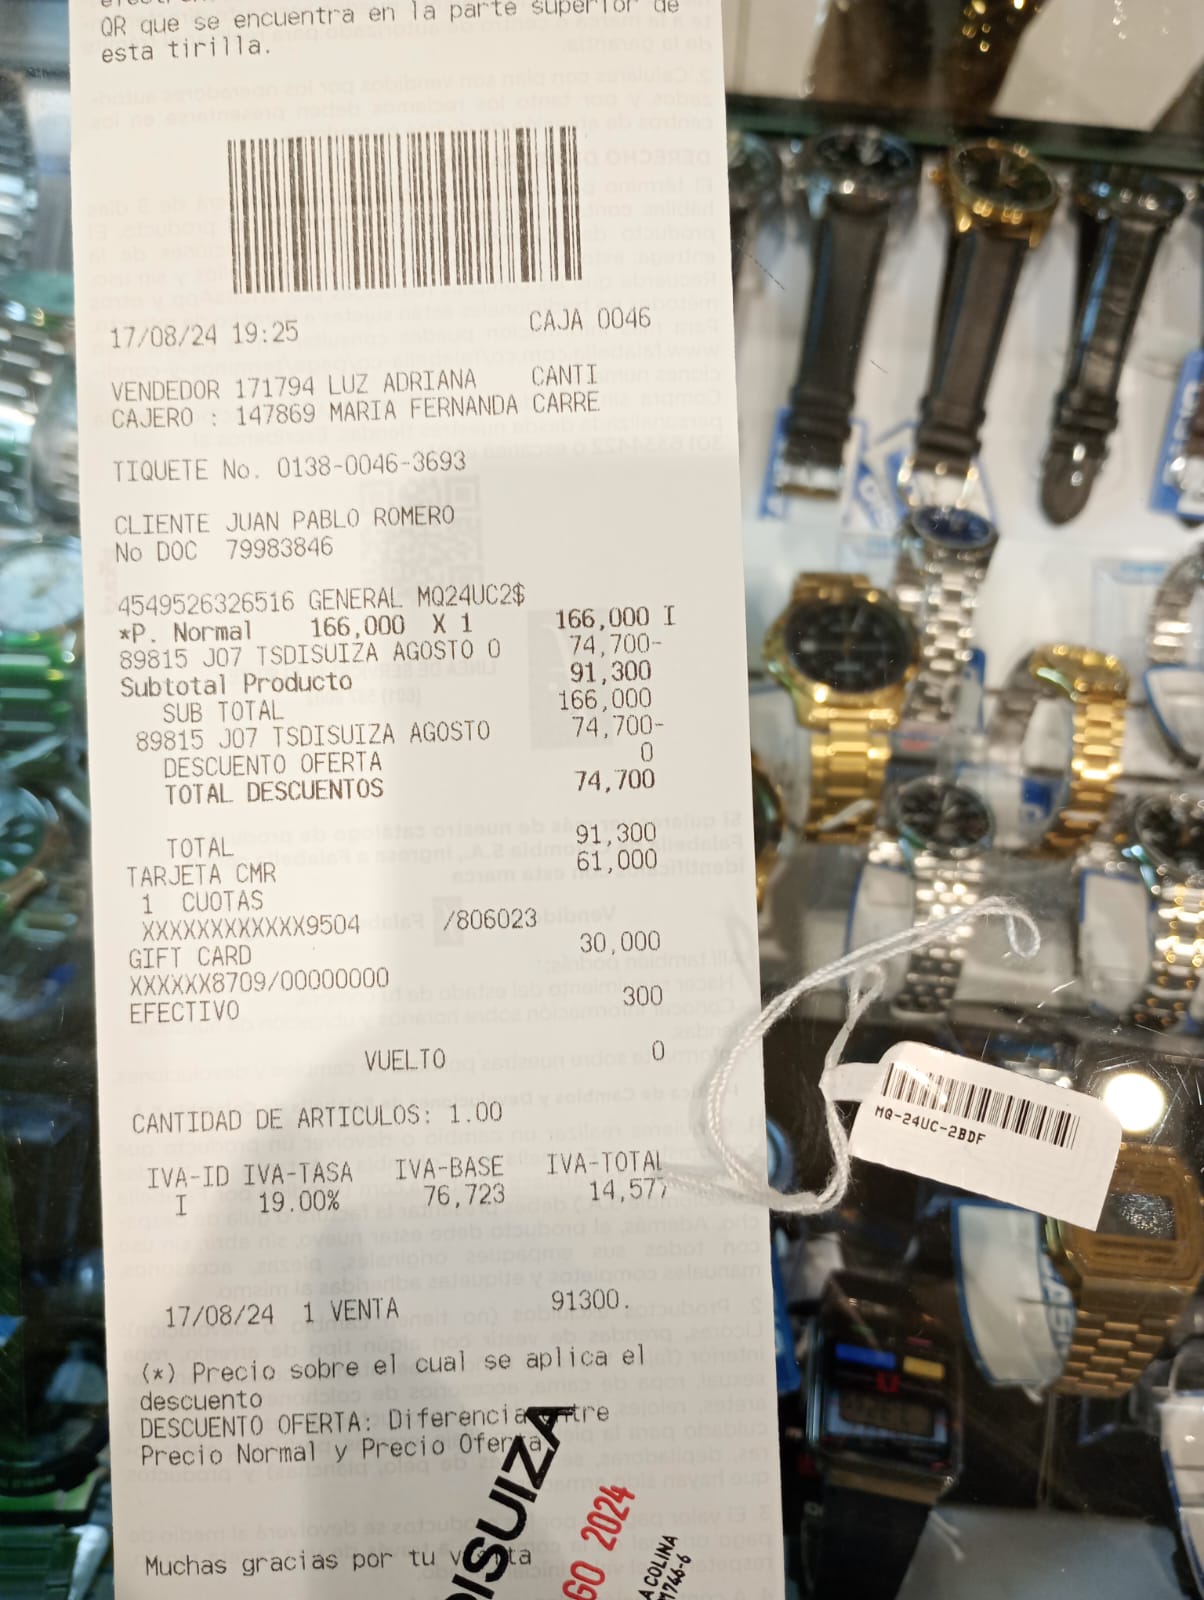 QR que se encuentra en la parte superior de
esta tirilla.
17/08/24 19:25 CAJA 0046
VENDEDOR 171794 LUZ ADRIANA CANTI
CAJERO : 147869 MARIA FERNANDA CARRE
TIQUETE No. 0138-0046-3693
CLIENTE JUAN PABLO ROMERO
No DOC 79983846
4549526326516 GENERAL MQ24UC2$
*P. Normal 166,000 X 1 166,000 I
89815 J07 TSDISUIZA AGOSTO 0 74,700-
Subtotal Producto 91,300
SUB TOTAL 166,000
89815 J07 TSDISUIZA AGOSTO 74,700-
DESCUENTO OFERTA 0
TOTAL DESCUENTOS 74,700
TOTAL 91,300
TARJETA CMR 61,000
1 CUOTAS
XXXXXXXXXXXX9504 /806023
GIFT CARD 30,000
XXXXXX8709/00000000
EFECTIVO 300
VUELTO 0
CANTIDAD DE ARTICULOS: 1.00
IVA-ID IVA-TASA IVA-BASE IVA-TOTAL
I 19.00% 76,723 14,577
17/08/24 1 VENTA 91300.
(*) Precio sobre el cual se aplica el
descuento
DESCUENTO OFERTA: Diferencia entre
Precio Normal y Precio Oferta
Muchas gracias por tu visita
DISUIZA
GO 2024
A COLINA
MQ-24UC-2BDF